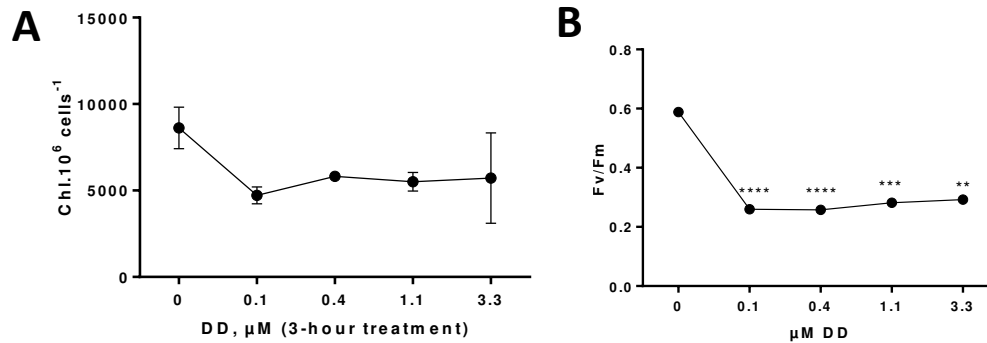 A
15000
10000
5000
0
Chl.10⁶ cells⁻¹
0 0.1 0.4 1.1 3.3
DD, µM (3-hour treatment)
B
0.8
0.6
0.4
0.2
0.0
Fv/Fm
**** **** *** **
0 0.1 0.4 1.1 3.3
µM DD